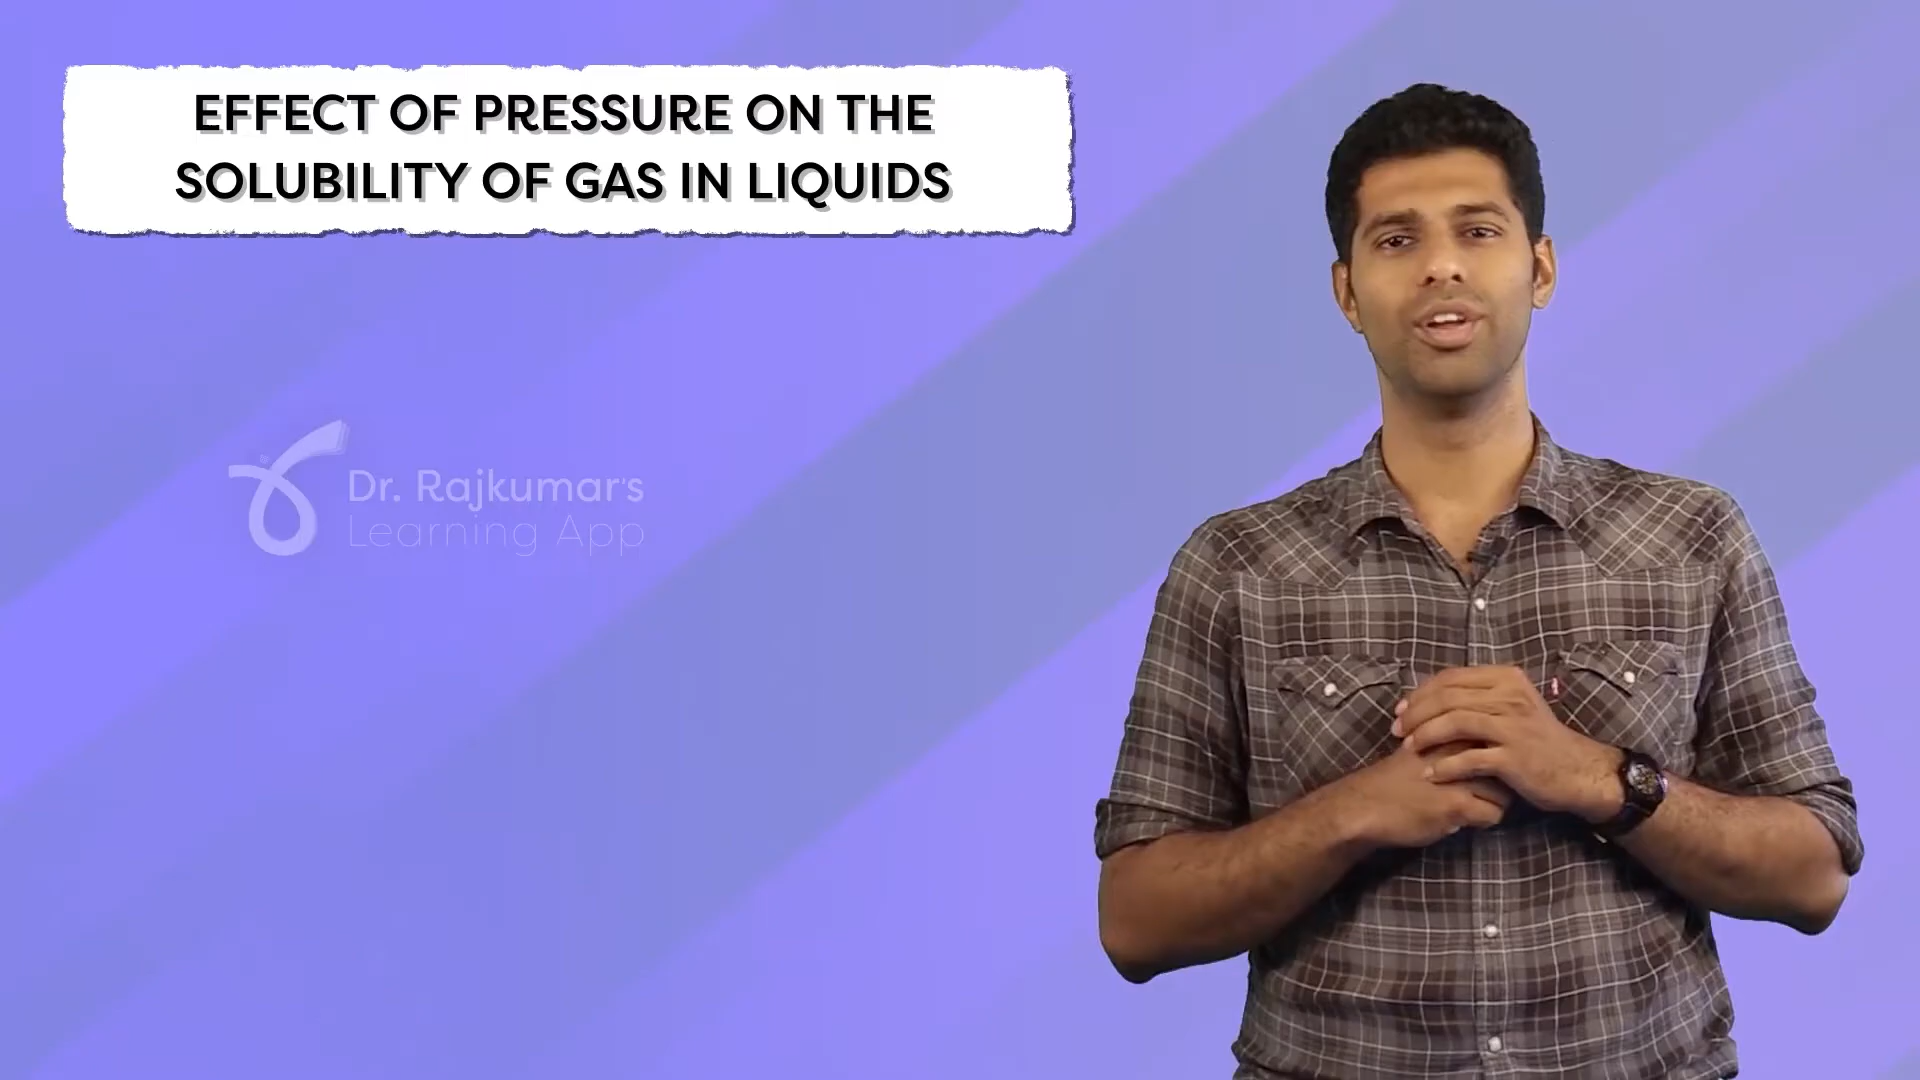 EFFECT OF PRESSURE ON THE
SOLUBILITY OF GAS IN LIQUIDS
Dr. Rajkumar's
Learning App